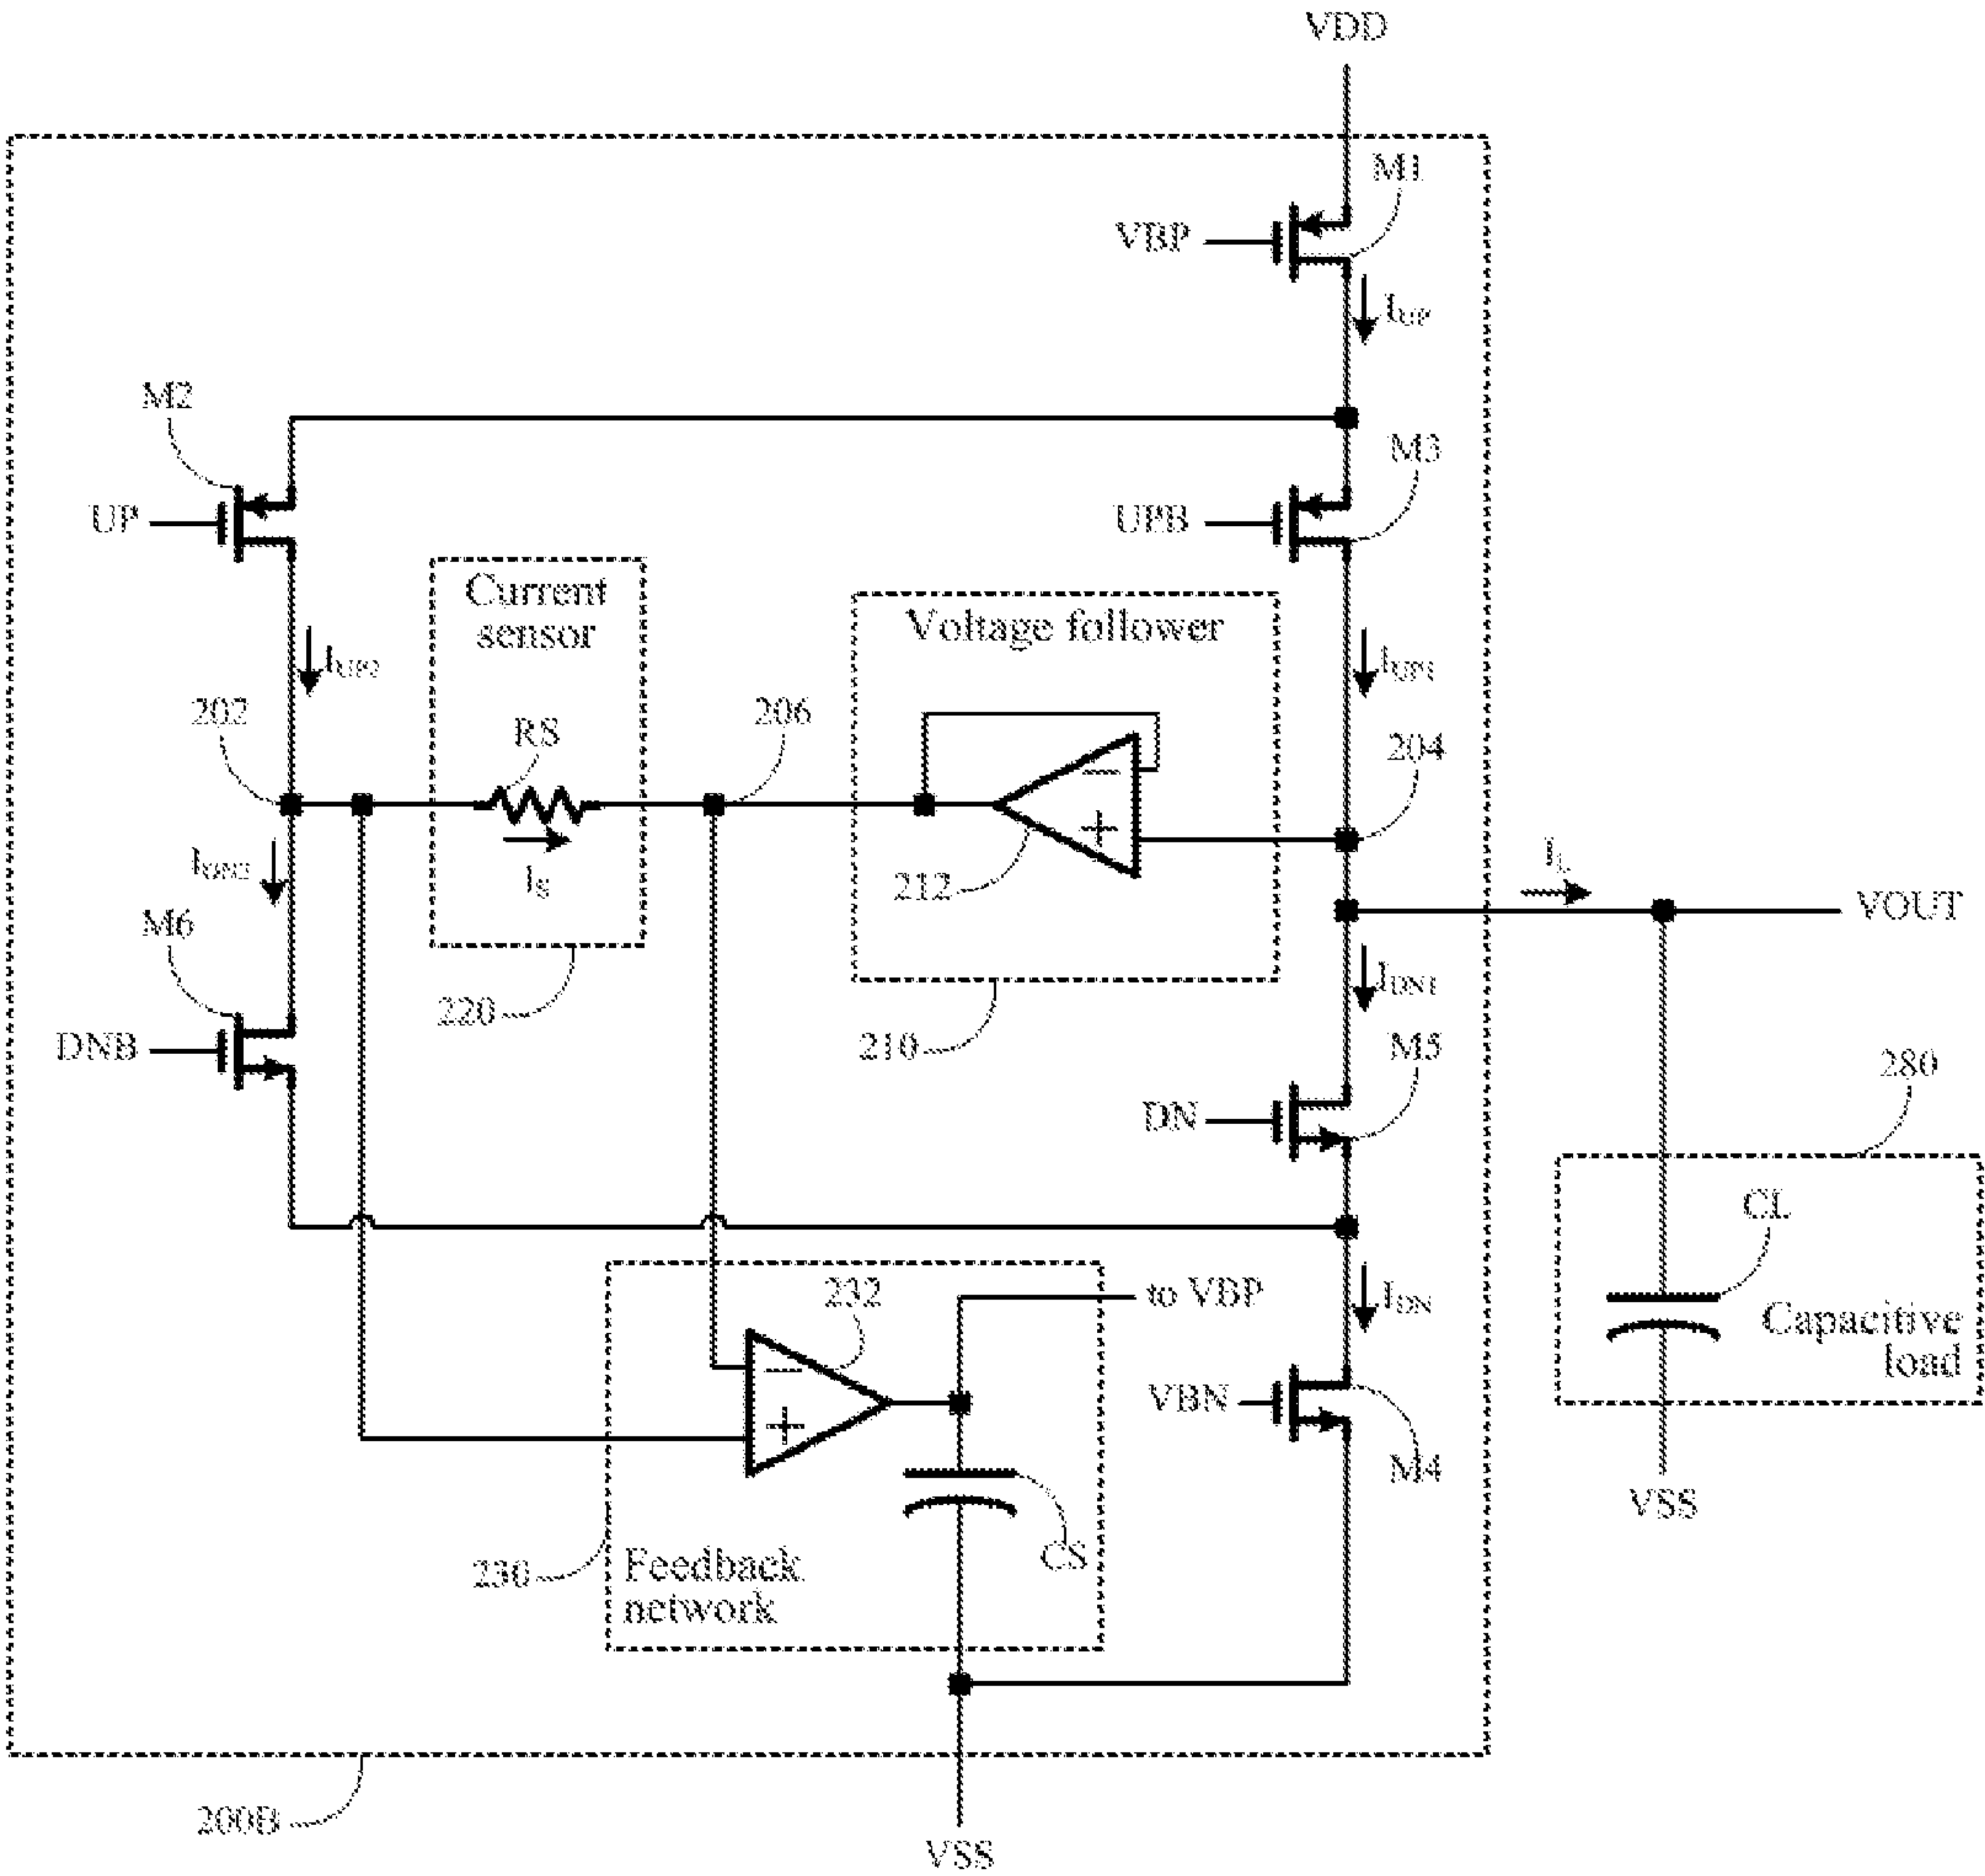 VDD
M1
VBP
IUP
M2
M3
UP
UPB
Current
sensor
Voltage follower
IUP2
IUP1
202
RS
206
204
−
+
IS
212
IL
VOUT
IDN2
M6
IDN1
220
210
M5
DNB
DN
280
CL
232
to VBP
IDN
Capacitive
load
−
+
VBN
M4
VSS
CS
230
Feedback
network
200B
VSS